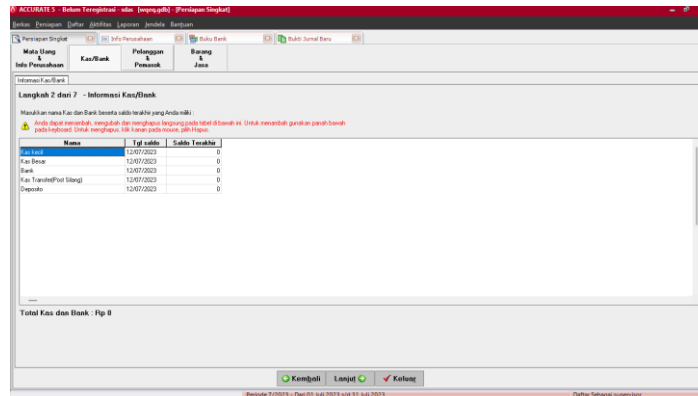 ACCURATE 5 - Belum Teregistrasi - sdas [wqeq.gdb] - [Persiapan Singkat]
Berkas Persiapan Daftar Aktifitas Laporan Jendela Bantuan
Persiapan Singkat Info Perusahaan Buku Bank Bukti Jurnal Baru
Mata Uang & Info Perusahaan
Kas/Bank
Pelanggan & Pemasok
Barang & Jasa
Informasi Kas/Bank
Langkah 2 dari 7 - Informasi Kas/Bank
Masukkan nama Kas dan Bank beserta saldo terakhir yang Anda miliki :
Anda dapat menambah, mengubah dan menghapus langsung pada tabel di bawah ini. Untuk menambah gunakan panah bawah
pada keyboard. Untuk menghapus, klik kanan pada mouse, pilih Hapus.
Nama Tgl saldo Saldo Terakhir
Kas kecil 12/07/2023 0
Kas Besar 12/07/2023 0
Bank 12/07/2023 0
Kas Transfer(Post Silang) 12/07/2023 0
Deposito 12/07/2023 0
Total Kas dan Bank : Rp 0
Kembali Lanjut Keluar
Periode 7/2023 - Dari 01 Juli 2023 s/d 31 Juli 2023 Daftar Sebagai supervisor